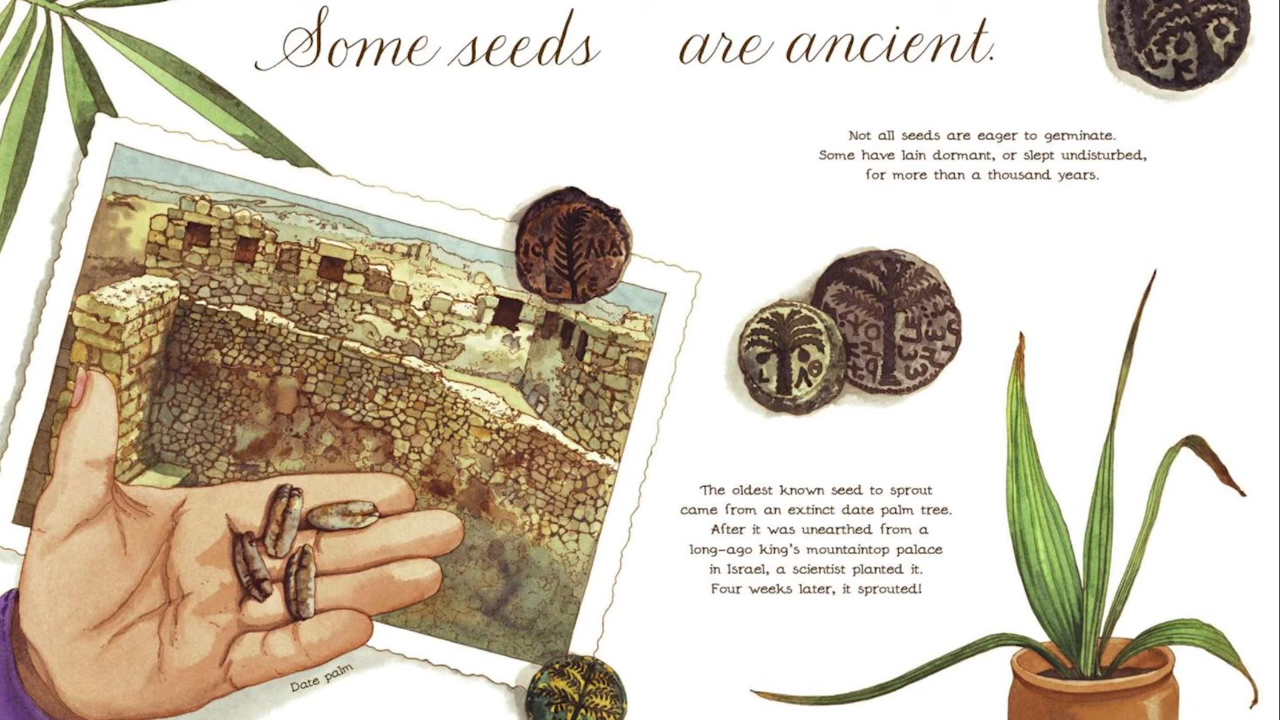 Some seeds are ancient.
Not all seeds are eager to germinate.
Some have lain dormant, or slept undisturbed,
for more than a thousand years.
L ΛΘ
The oldest known seed to sprout
came from an extinct date palm tree.
After it was unearthed from a
long-ago king's mountaintop palace
in Israel, a scientist planted it.
Four weeks later, it sprouted!
Date palm